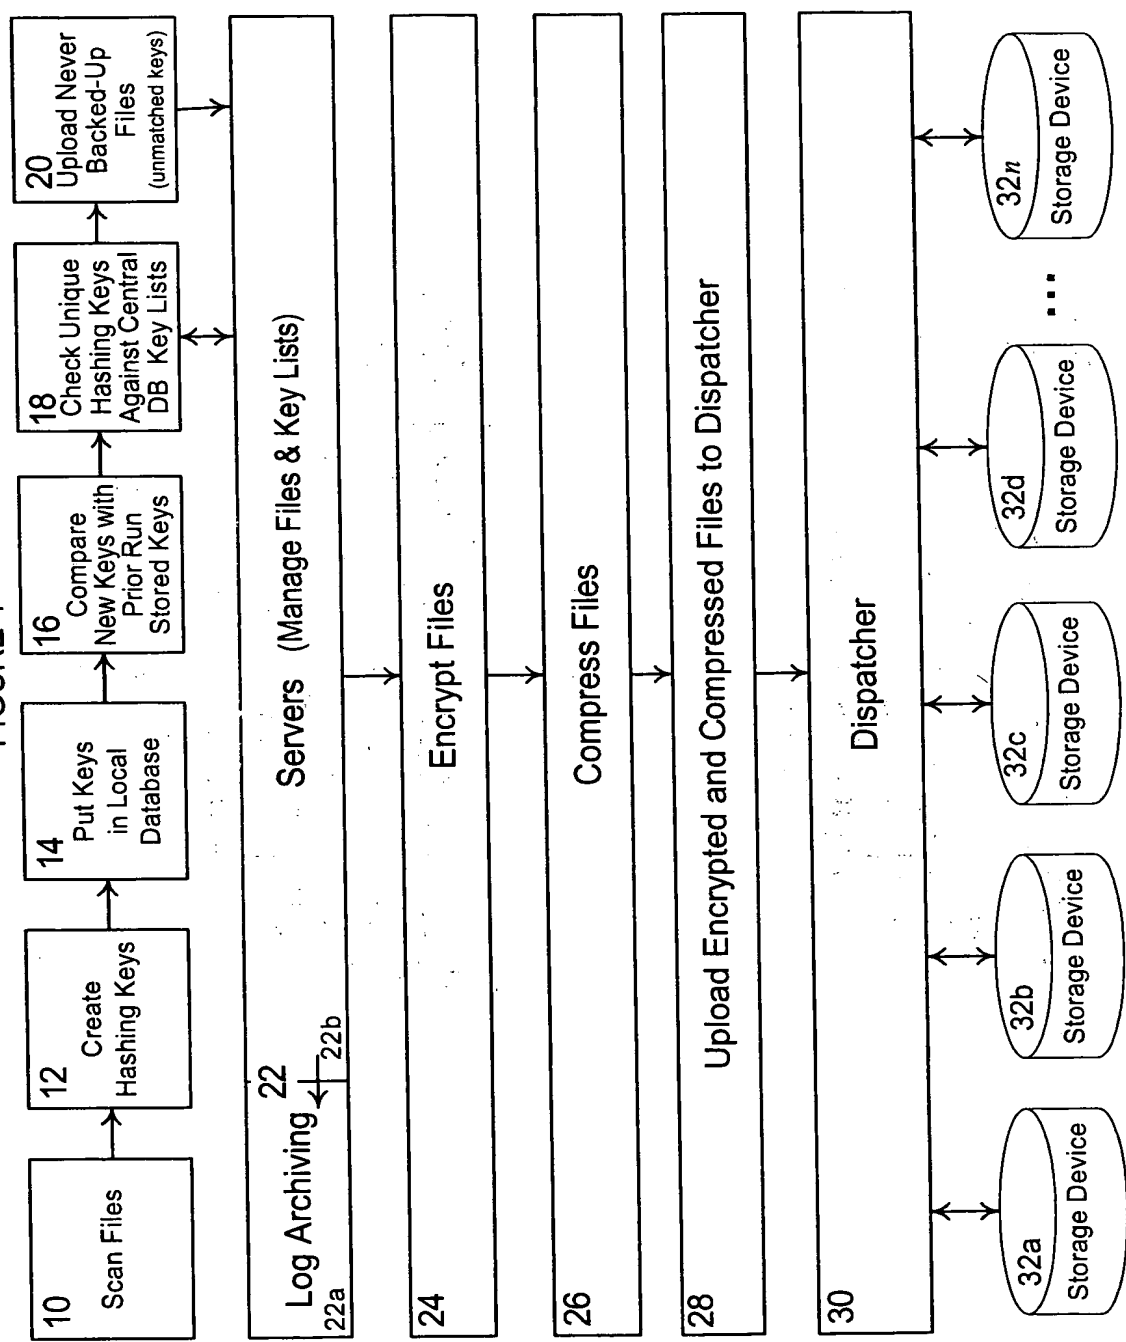 10
Scan Files
12
Create
Hashing Keys
14
Put Keys
in Local
Database
16
Compare
New Keys with
Prior Run
Stored Keys
18
Check Unique
Hashing Keys
Against Central
DB Key Lists
20
Upload Never
Backed-Up
Files
(unmatched keys)
Log Archiving
22a
22
22b
Servers (Manage Files & Key Lists)
24
Encrypt Files
26
Compress Files
28
Upload Encrypted and Compressed Files to Dispatcher
30
Dispatcher
32a
Storage Device
32b
Storage Device
32c
Storage Device
32d
Storage Device
...
32n
Storage Device